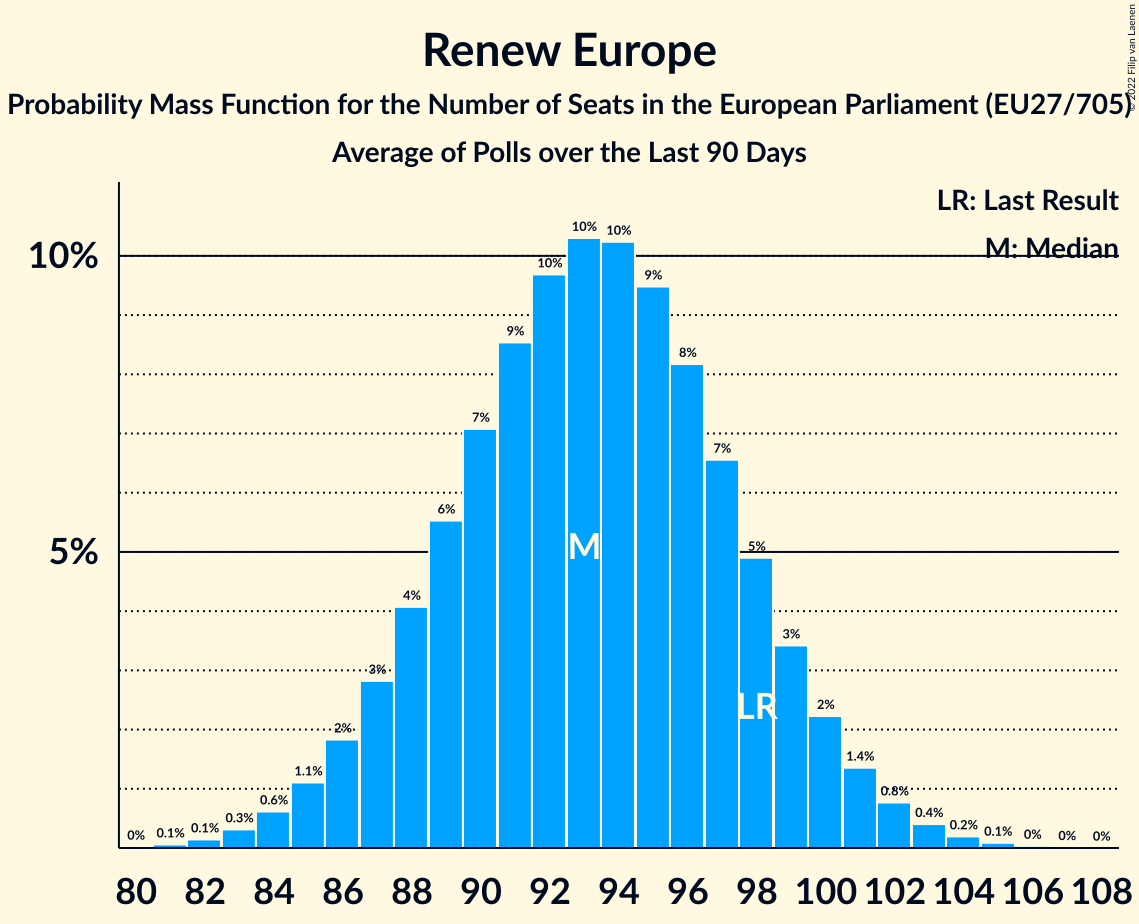 © 2022 Filip van Laenen
Renew Europe
Probability Mass Function for the Number of Seats in the European Parliament (EU27/705)
Average of Polls over the Last 90 Days
LR: Last Result
M: Median
10%
5%
0% 0.1% 0.1% 0.3% 0.6% 1.1% 2% 3% 4% 6% 7% 9% 10% 10% 10% 9% 8% 7% 5% 3% 2% 1.4% 0.8% 0.4% 0.2% 0.1% 0% 0% 0%
M
LR
80 82 84 86 88 90 92 94 96 98 100 102 104 106 108